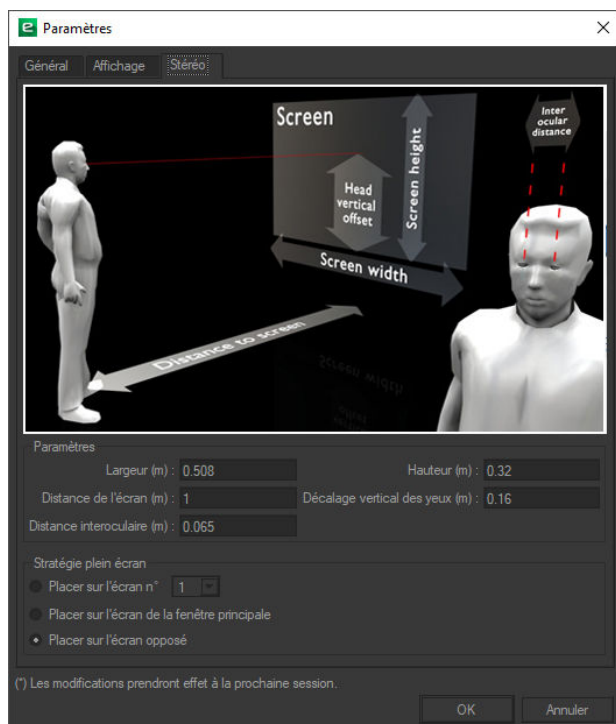 Paramètres
Général Affichage Stéréo
Screen
Head vertical offset
Screen height
Screen width
Distance to screen
Inter ocular distance
Screen width
Paramètres
Largeur (m) : 0.508 Hauteur (m) : 0.32
Distance de l'écran (m) : 1 Décalage vertical des yeux (m) : 0.16
Distance interoculaire (m) : 0.065
Stratégie plein écran
Placer sur l'écran n° 1
Placer sur l'écran de la fenêtre principale
Placer sur l'écran opposé
(*) Les modifications prendront effet à la prochaine session.
OK Annuler